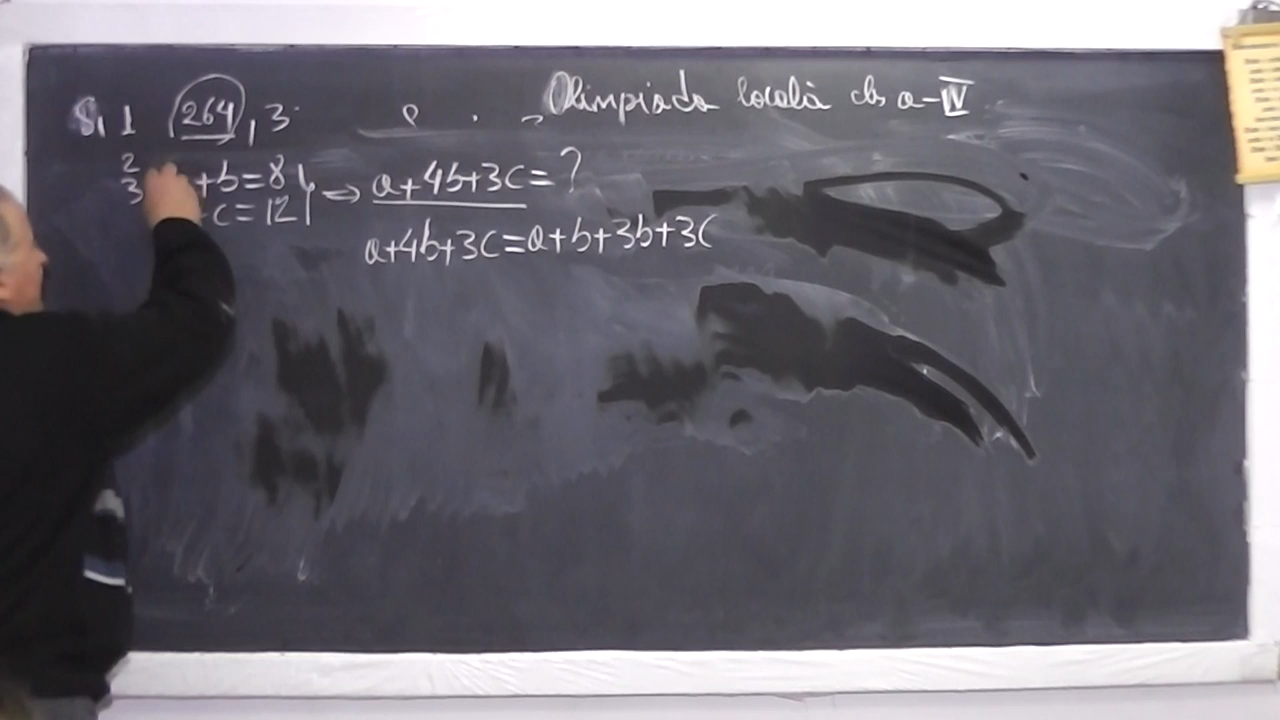 Olimpiada locală cls a-IV
S, 1 264, 3
2 +b=8
3 c=12 ⇒ a+4b+3c=?
a+4b+3c=a+b+3b+3c